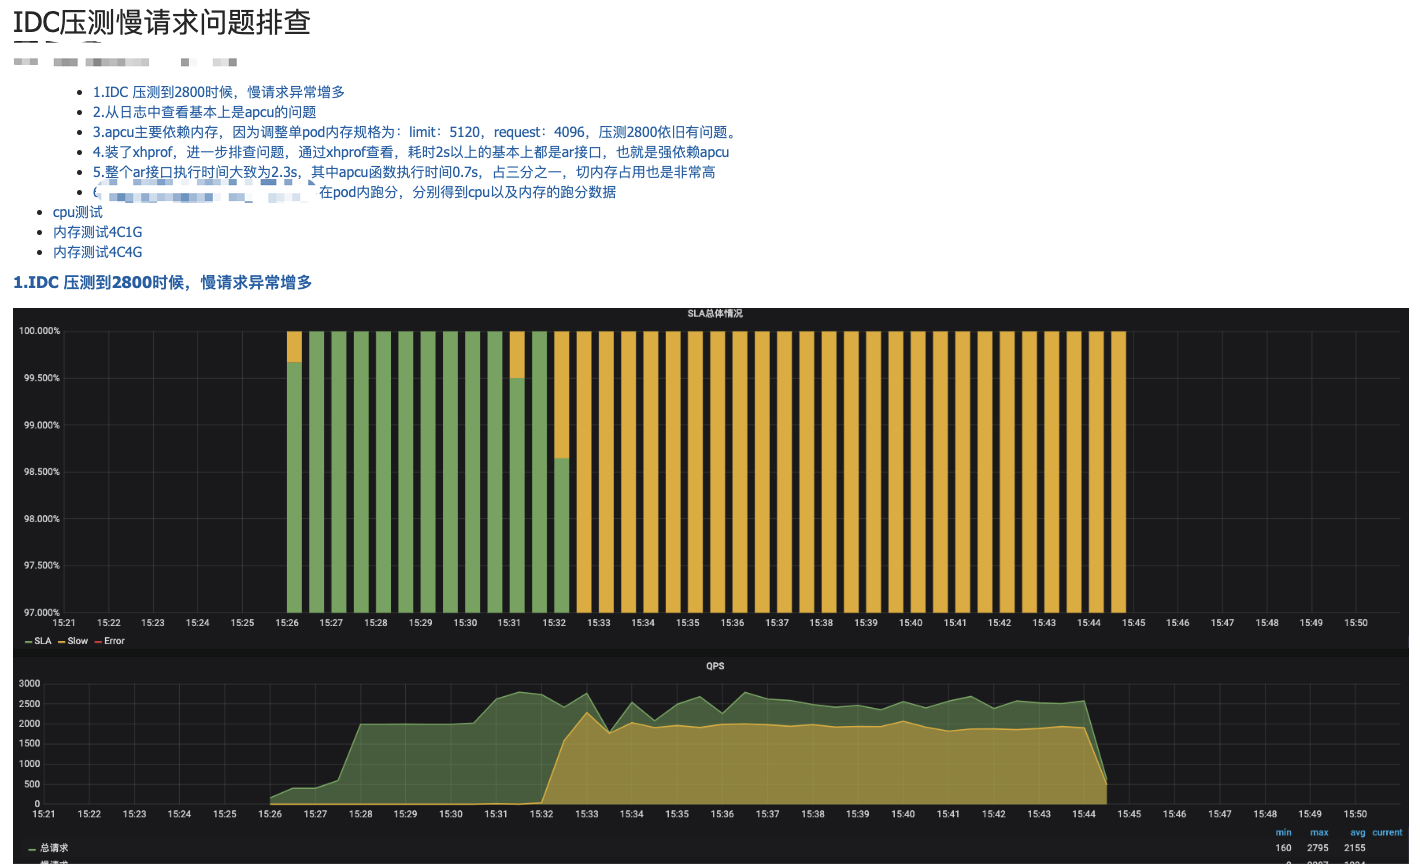 IDC压测慢请求问题排查
1.IDC 压测到2800时候，慢请求异常增多
2.从日志中查看基本上是apcu的问题
3.apcu主要依赖内存，因为调整单pod内存规格为：limit：5120，request：4096，压测2800依旧有问题。
4.装了xhprof，进一步排查问题，通过xhprof查看，耗时2s以上的基本上都是ar接口，也就是强依赖apcu
5.整个ar接口执行时间大致为2.3s，其中apcu函数执行时间0.7s，占三分之一，切内存占用也是非常高
在pod内跑分，分别得到cpu以及内存的跑分数据
cpu测试
内存测试4C1G
内存测试4C4G
1.IDC 压测到2800时候，慢请求异常增多
SLA总体情况
100.000%
99.500%
99.000%
98.500%
98.000%
97.500%
97.000%
15:21 15:22 15:23 15:24 15:25 15:26 15:27 15:28 15:29 15:30 15:31 15:32 15:33 15:34 15:35 15:36 15:37 15:38 15:39 15:40 15:41 15:42 15:43 15:44 15:45 15:46 15:47 15:48 15:49 15:50
SLA Slow Error
QPS
3000
2500
2000
1500
1000
500
0
15:21 15:22 15:23 15:24 15:25 15:26 15:27 15:28 15:29 15:30 15:31 15:32 15:33 15:34 15:35 15:36 15:37 15:38 15:39 15:40 15:41 15:42 15:43 15:44 15:45 15:46 15:47 15:48 15:49 15:50
min max avg current
总请求 160 2795 2155